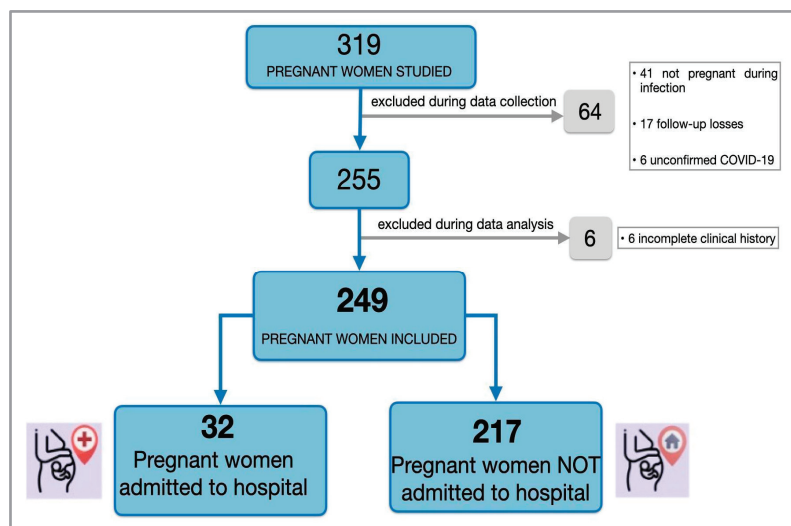 319
PREGNANT WOMEN STUDIED
excluded during data collection
64
• 41 not pregnant during
infection
• 17 follow-up losses
• 6 unconfirmed COVID-19
255
excluded during data analysis
6
• 6 incomplete clinical history
249
PREGNANT WOMEN INCLUDED
32
Pregnant women
admitted to hospital
217
Pregnant women NOT
admitted to hospital